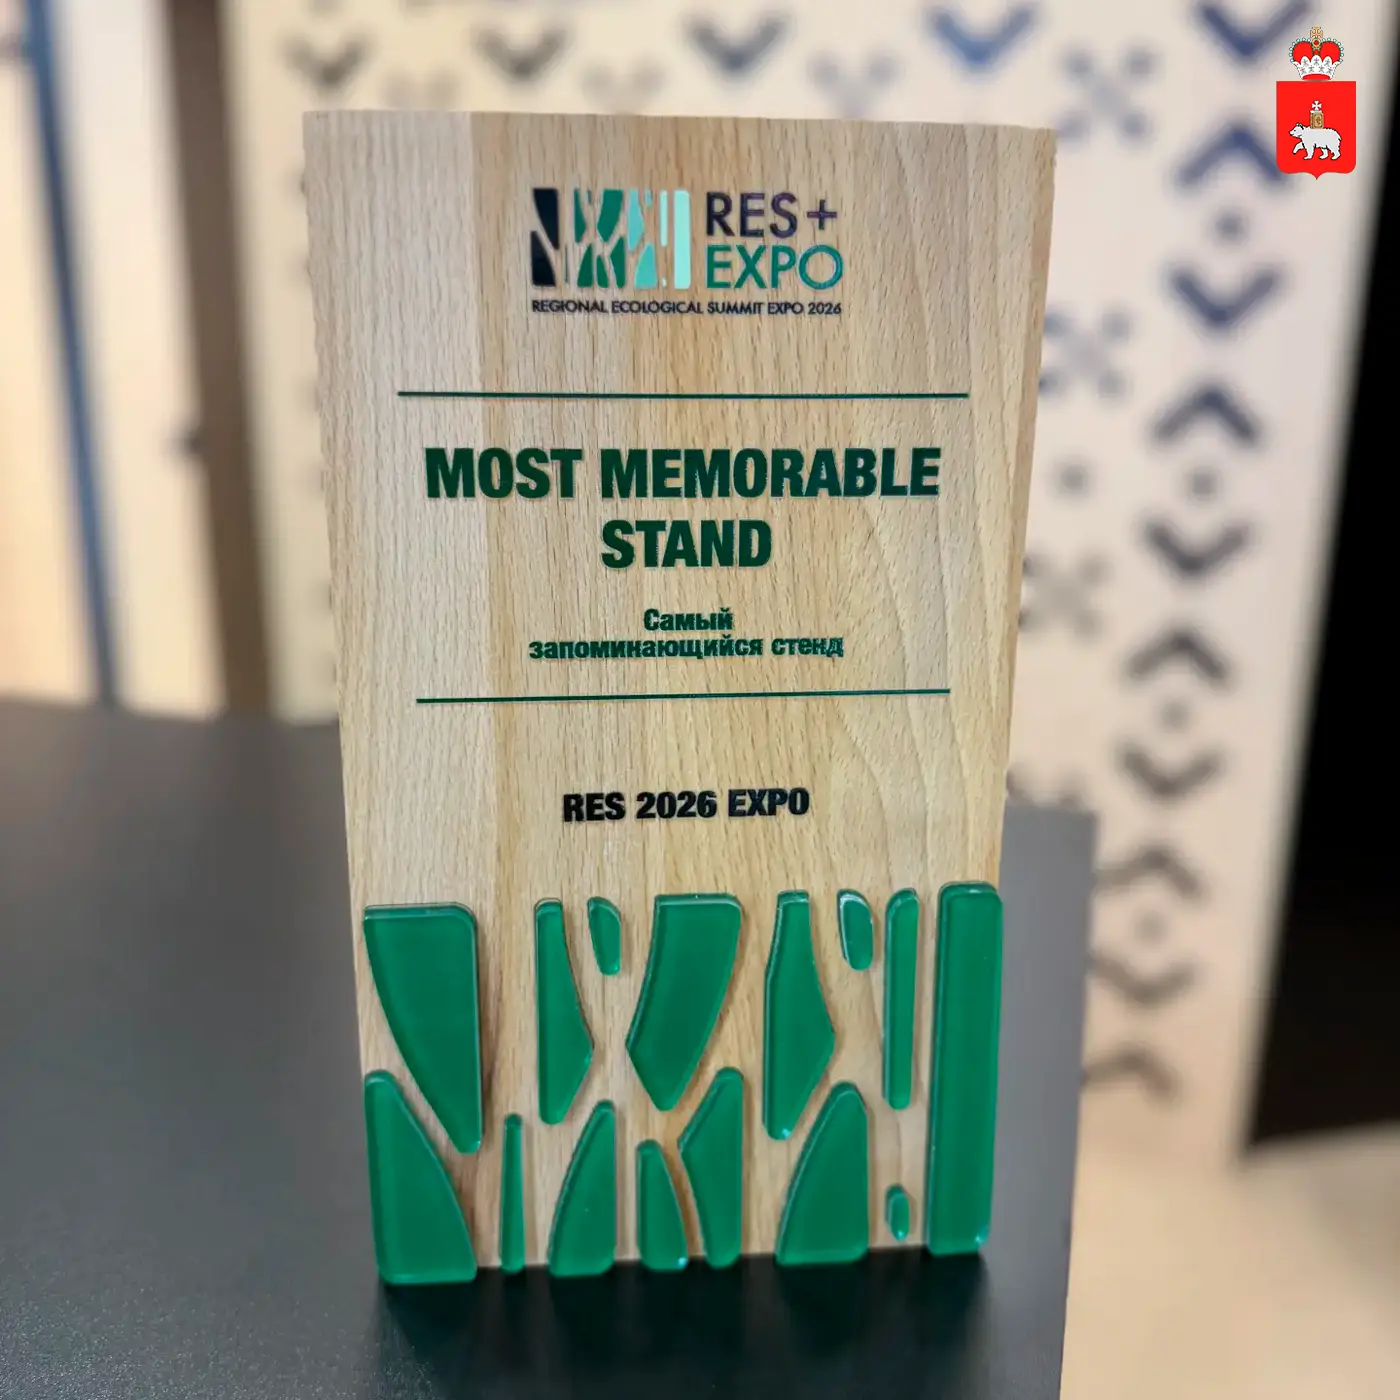 RES+
EXPO
REGIONAL ECOLOGICAL SUMMIT EXPO 2026
MOST MEMORABLE
STAND
Самый
запоминающийся стенд
RES 2026 EXPO